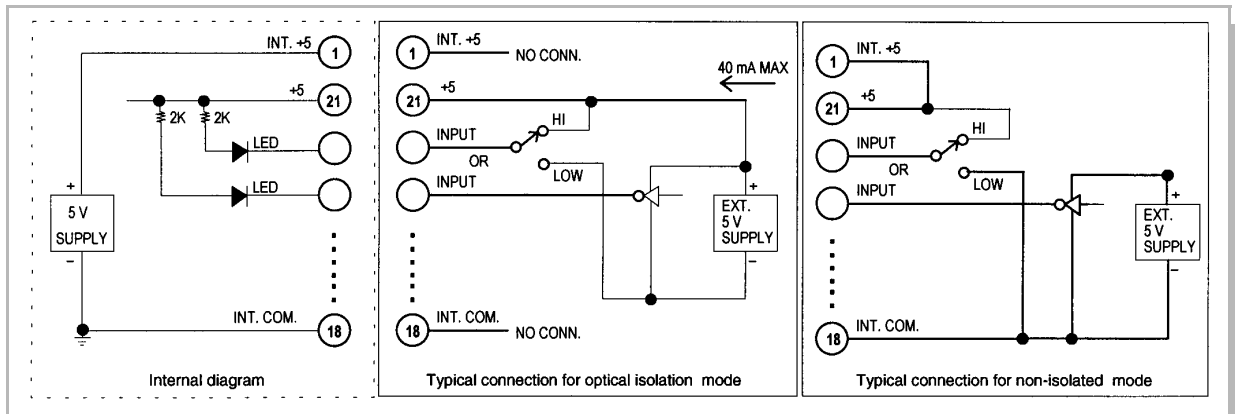 INT. +5
1
+5
21
2K
2K
LED
LED
+
5 V
SUPPLY
−
INT. COM.
18
Internal diagram
1
INT. +5
NO CONN.
40 mA MAX
21
+5
HI
INPUT
OR
LOW
INPUT
+
EXT.
5 V
SUPPLY
−
18
INT. COM.
NO CONN.
Typical connection for optical isolation mode
1
INT. +5
21
+5
HI
INPUT
OR
LOW
INPUT
+
EXT.
5 V
SUPPLY
−
18
INT. COM.
Typical connection for non-isolated mode